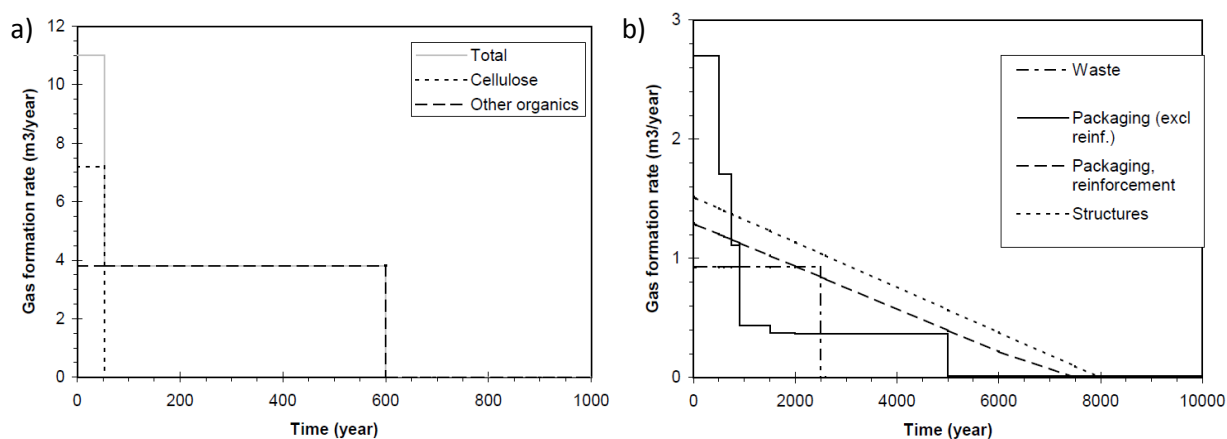 a)
Gas formation rate (m3/year)
12
10
8
6
4
2
0
Total
Cellulose
Other organics
0 200 400 600 800 1000
Time (year)
b)
Gas formation rate (m3/year)
3
2
1
0
Waste
Packaging (excl
reinf.)
Packaging,
reinforcement
Structures
0 2000 4000 6000 8000 10000
Time (year)